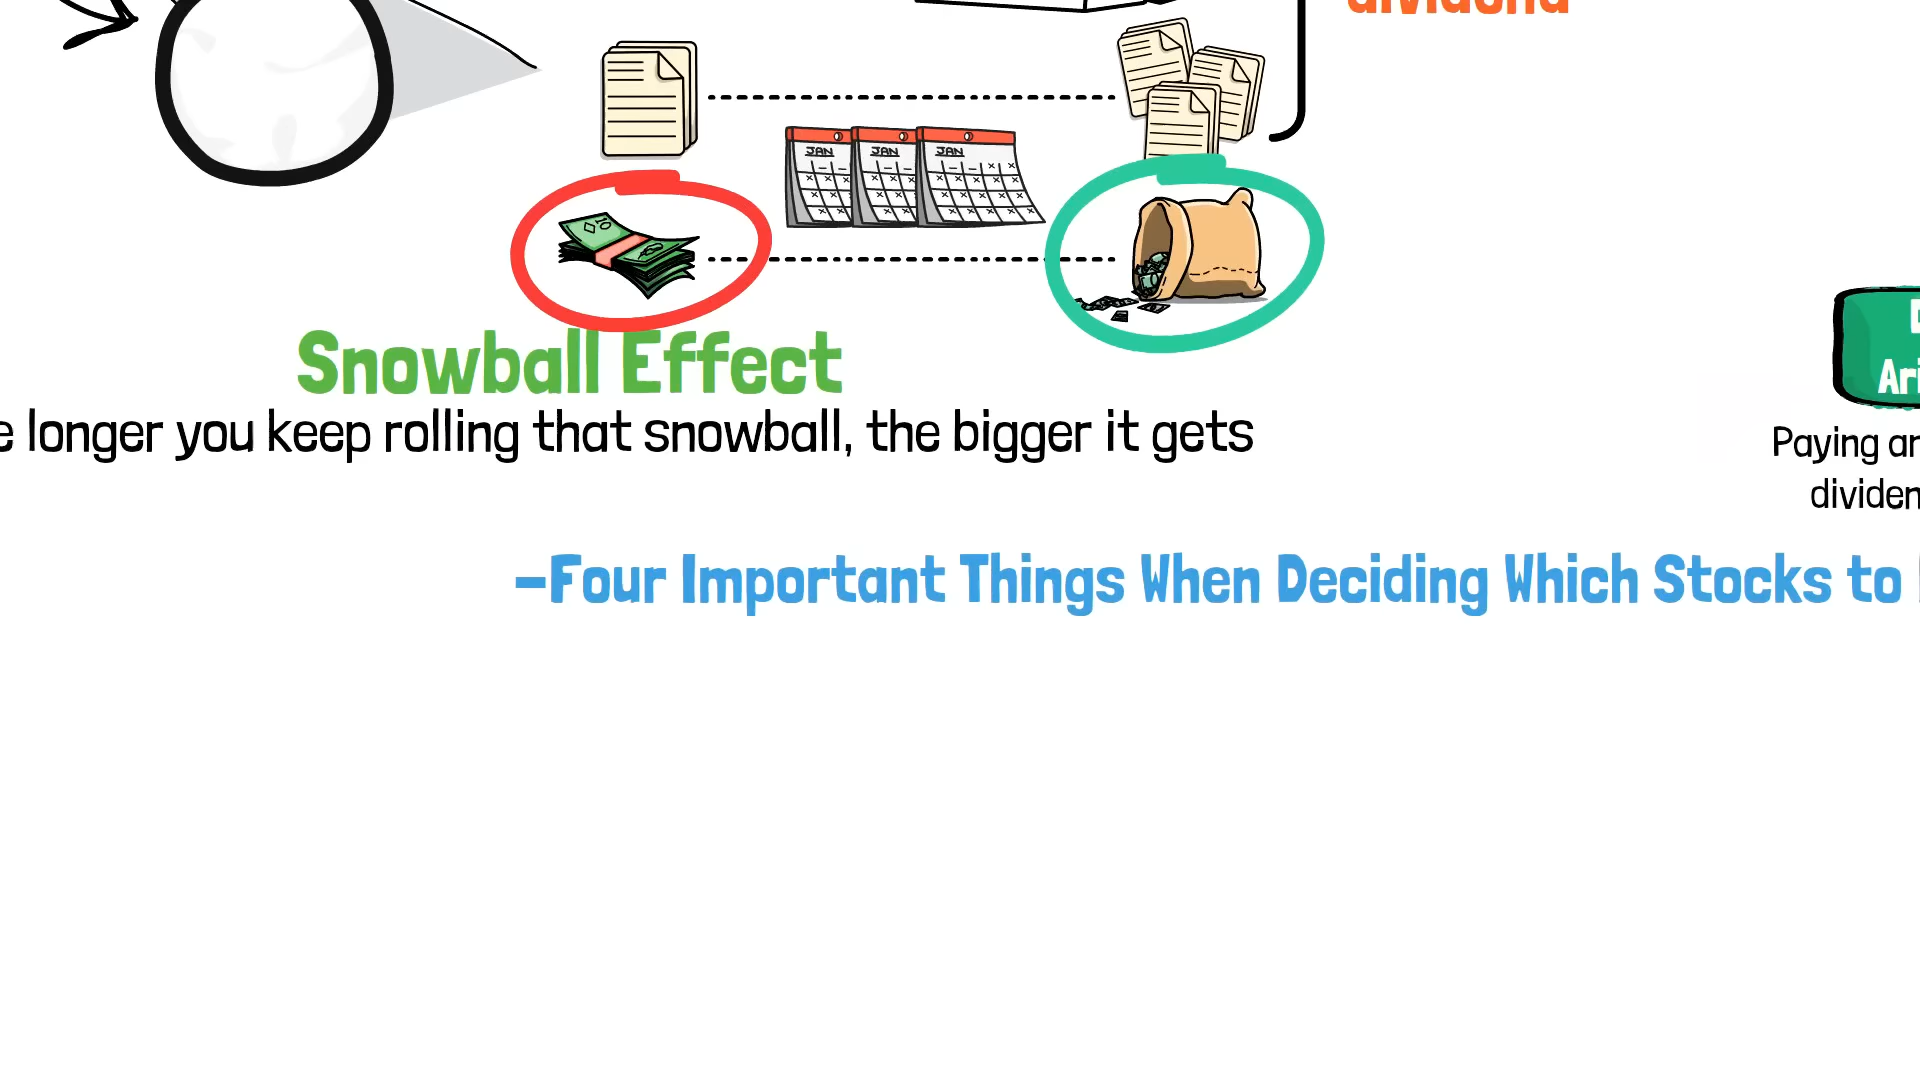 dividend
JAN JAN JAN
Snowball Effect
longer you keep rolling that snowball, the bigger it gets
Paying
dividen
–Four Important Things When Deciding Which Stocks to